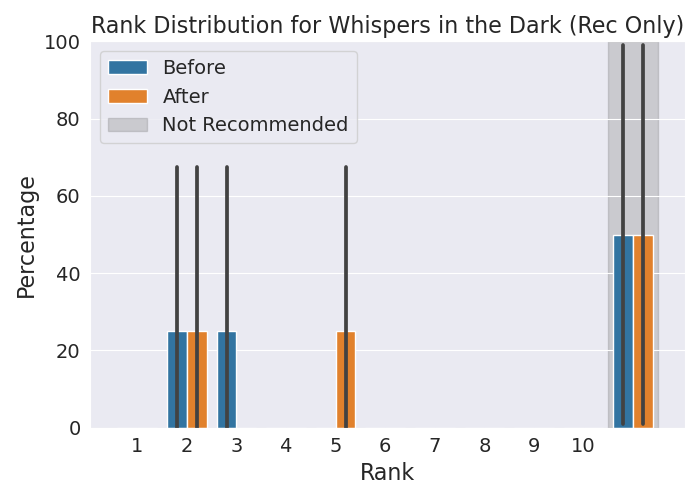 Rank Distribution for Whispers in the Dark (Rec Only)
100
80
60
40
20
0
Percentage
Before
After
Not Recommended
1 2 3 4 5 6 7 8 9 10
Rank